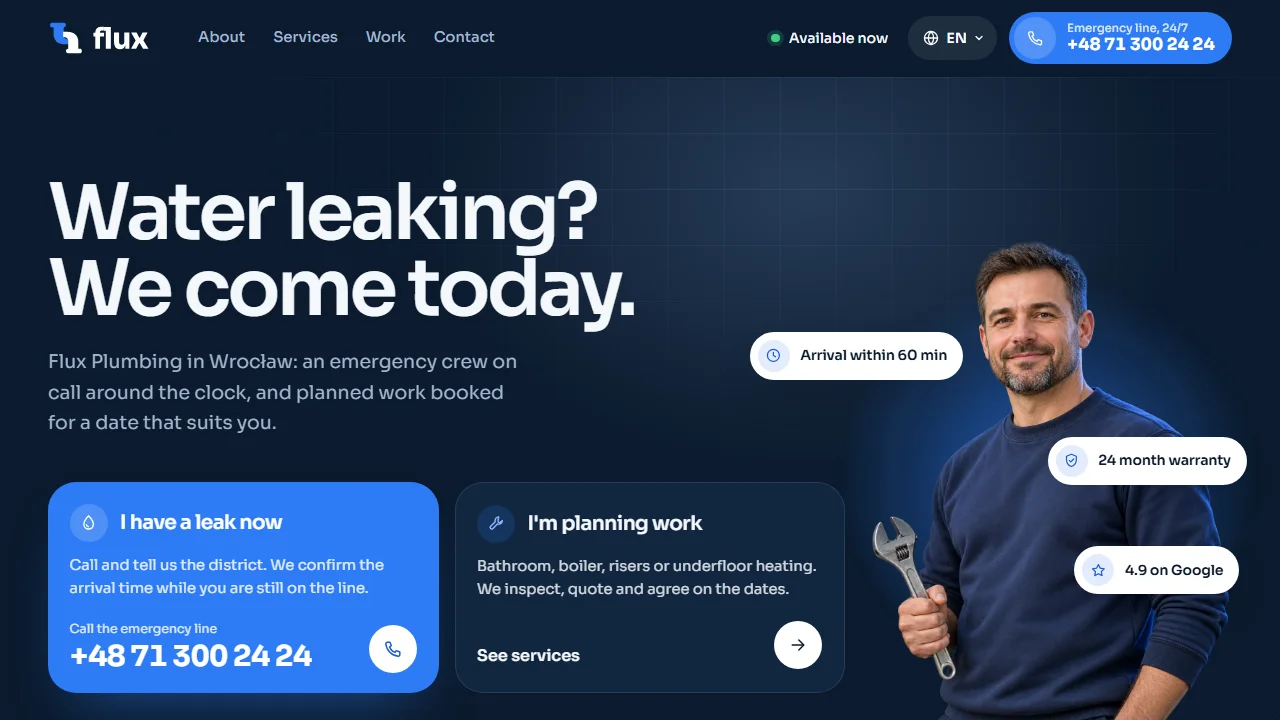 flux
About
Services
Work
Contact
Available now
EN
Emergency line, 24/7
+48 71 300 24 24
Water leaking?
We come today.
Flux Plumbing in Wrocław: an emergency crew on
call around the clock, and planned work booked
for a date that suits you.
Arrival within 60 min
24 month warranty
4.9 on Google
I have a leak now
Call and tell us the district. We confirm the
arrival time while you are still on the line.
Call the emergency line
+48 71 300 24 24
I'm planning work
Bathroom, boiler, risers or underfloor heating.
We inspect, quote and agree on the dates.
See services